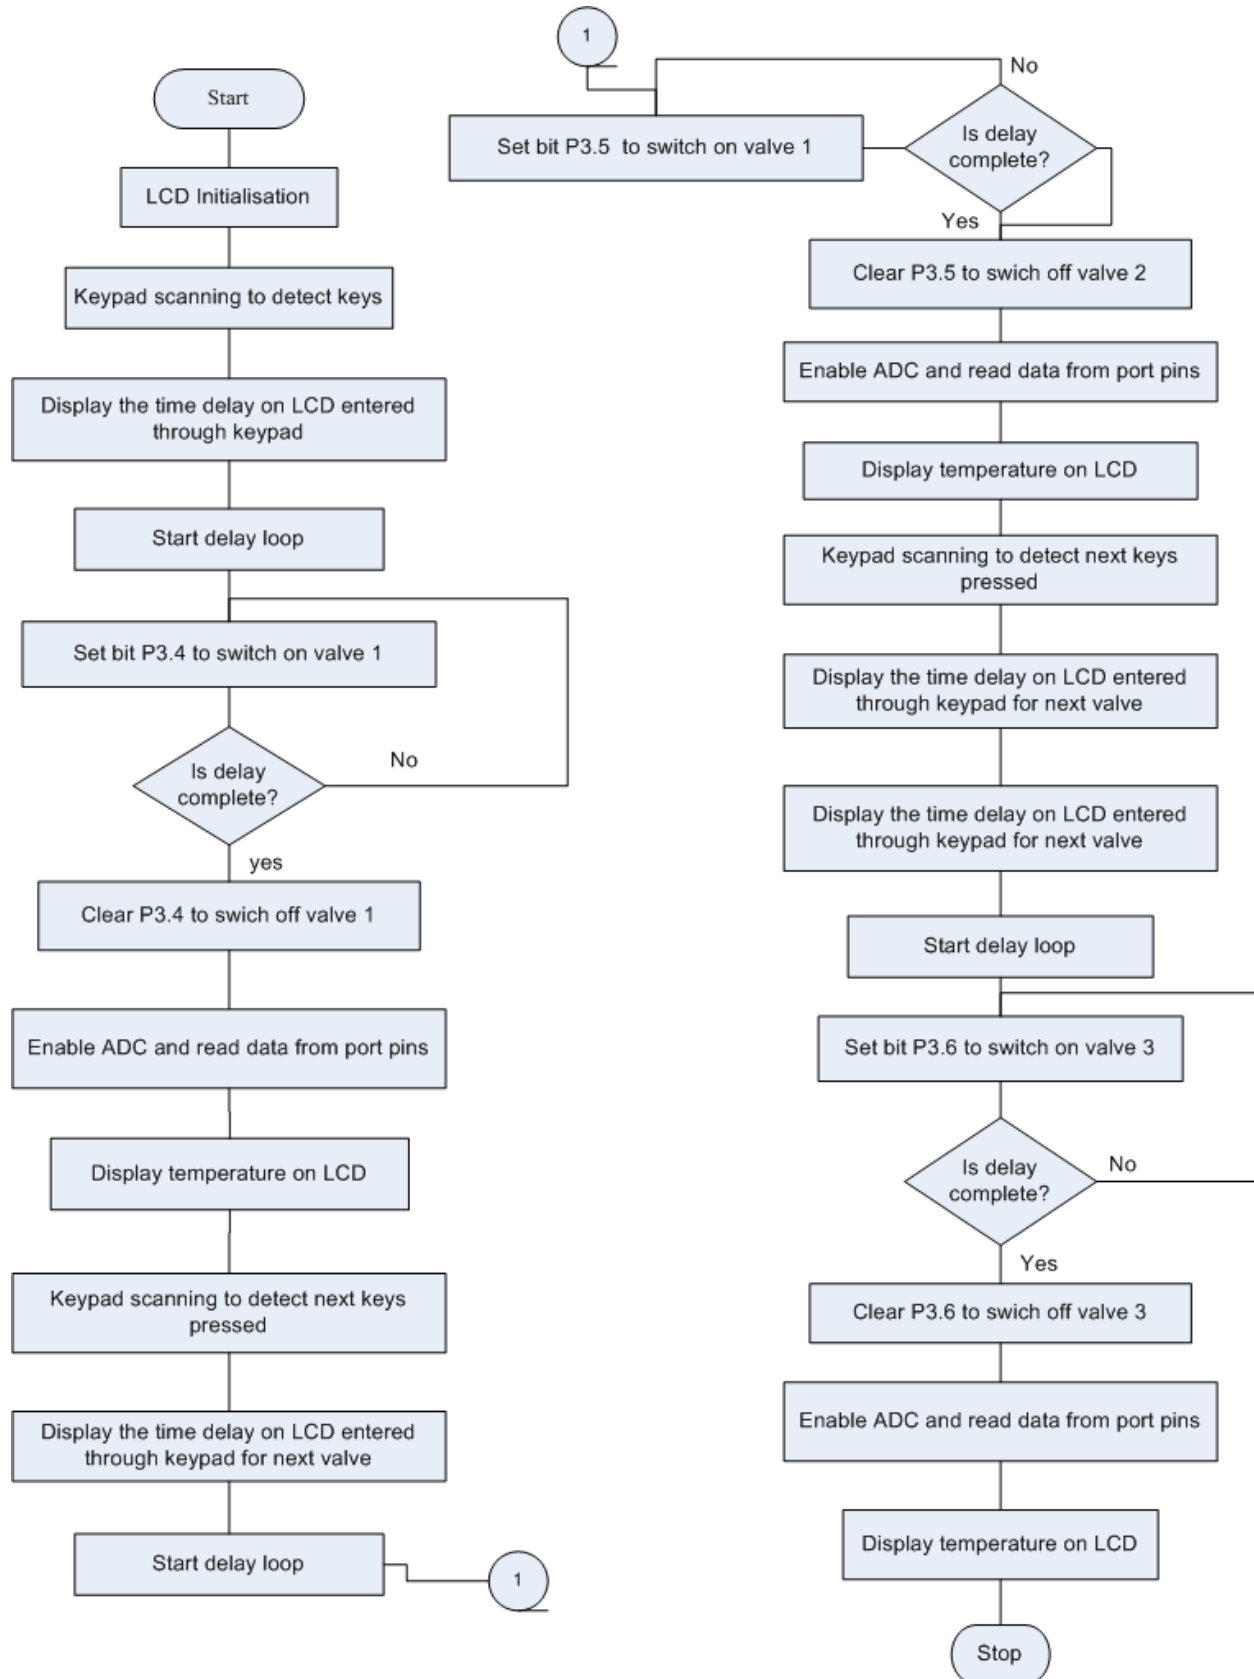 Start
LCD Initialisation
Keypad scanning to detect keys
Display the time delay on LCD entered
through keypad
Start delay loop
Set bit P3.4 to switch on valve 1
Is delay
complete?
No
yes
Clear P3.4 to swich off valve 1
Enable ADC and read data from port pins
Display temperature on LCD
Keypad scanning to detect next keys
pressed
Display the time delay on LCD entered
through keypad for next valve
Start delay loop
1
1
Set bit P3.5 to switch on valve 1
No
Is delay
complete?
Yes
Clear P3.5 to swich off valve 2
Enable ADC and read data from port pins
Display temperature on LCD
Keypad scanning to detect next keys
pressed
Display the time delay on LCD entered
through keypad for next valve
Display the time delay on LCD entered
through keypad for next valve
Start delay loop
Set bit P3.6 to switch on valve 3
Is delay
complete?
No
Yes
Clear P3.6 to swich off valve 3
Enable ADC and read data from port pins
Display temperature on LCD
Stop